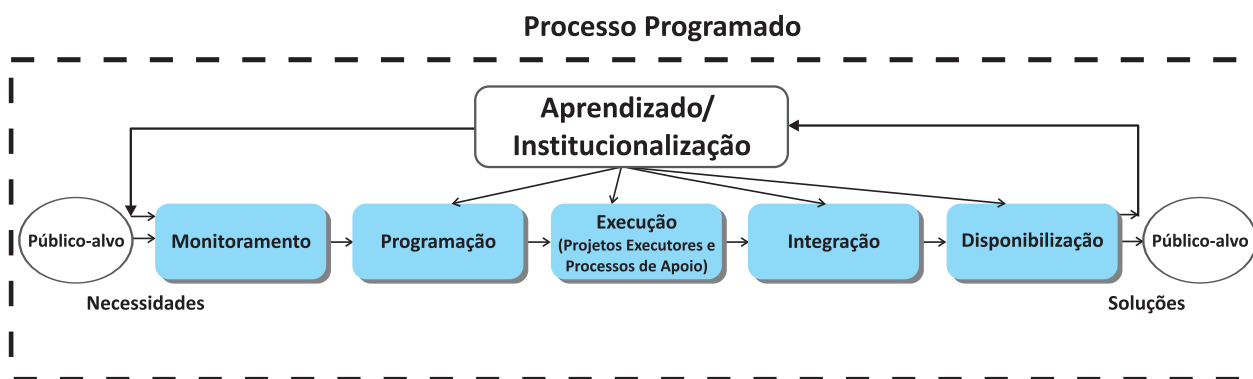 Processo Programado
Aprendizado/
Institucionalização
Público-alvo
Monitoramento
Programação
Execução
(Projetos Executores e
Processos de Apoio)
Integração
Disponibilização
Público-alvo
Necessidades
Soluções